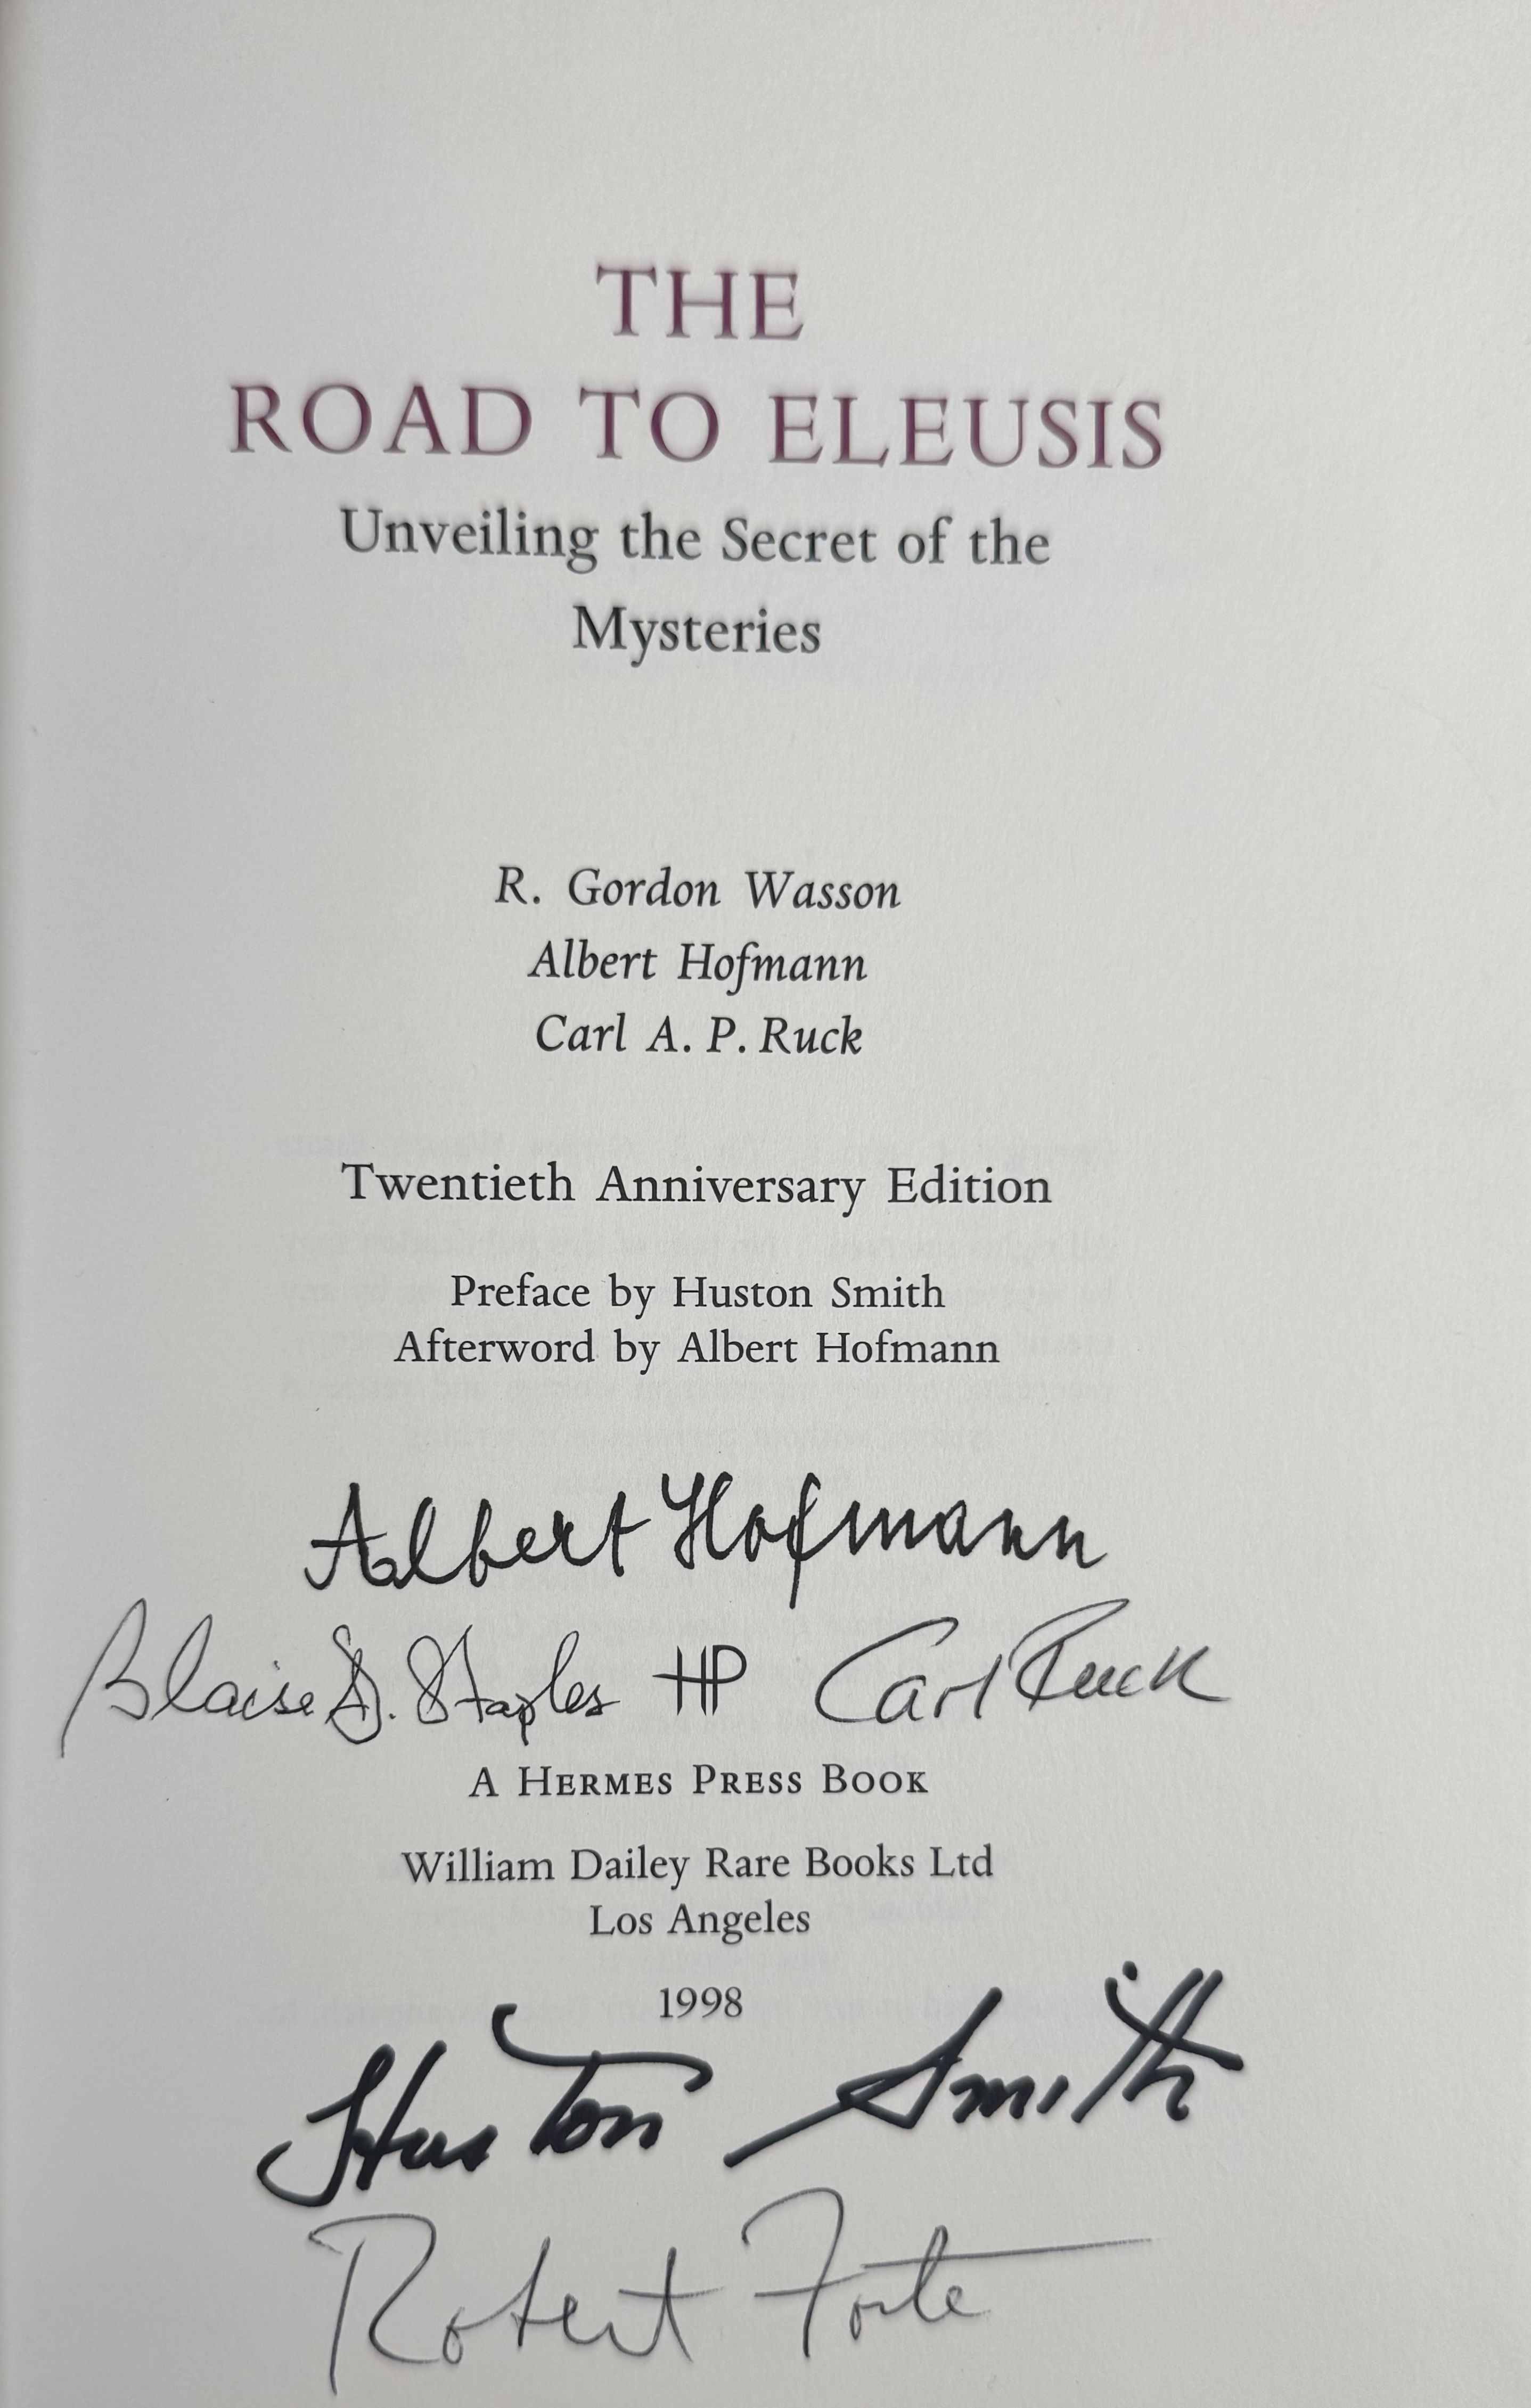 THE
ROAD TO ELEUSIS
Unveiling the Secret of the
Mysteries
R. Gordon Wasson
Albert Hofmann
Carl A. P. Ruck
Twentieth Anniversary Edition
Preface by Huston Smith
Afterword by Albert Hofmann
Albert Hofmann
Blaise D. Staples HP Carl Ruck
A HERMES PRESS BOOK
William Dailey Rare Books Ltd
Los Angeles
1998
Huston Smith
Robert Forte